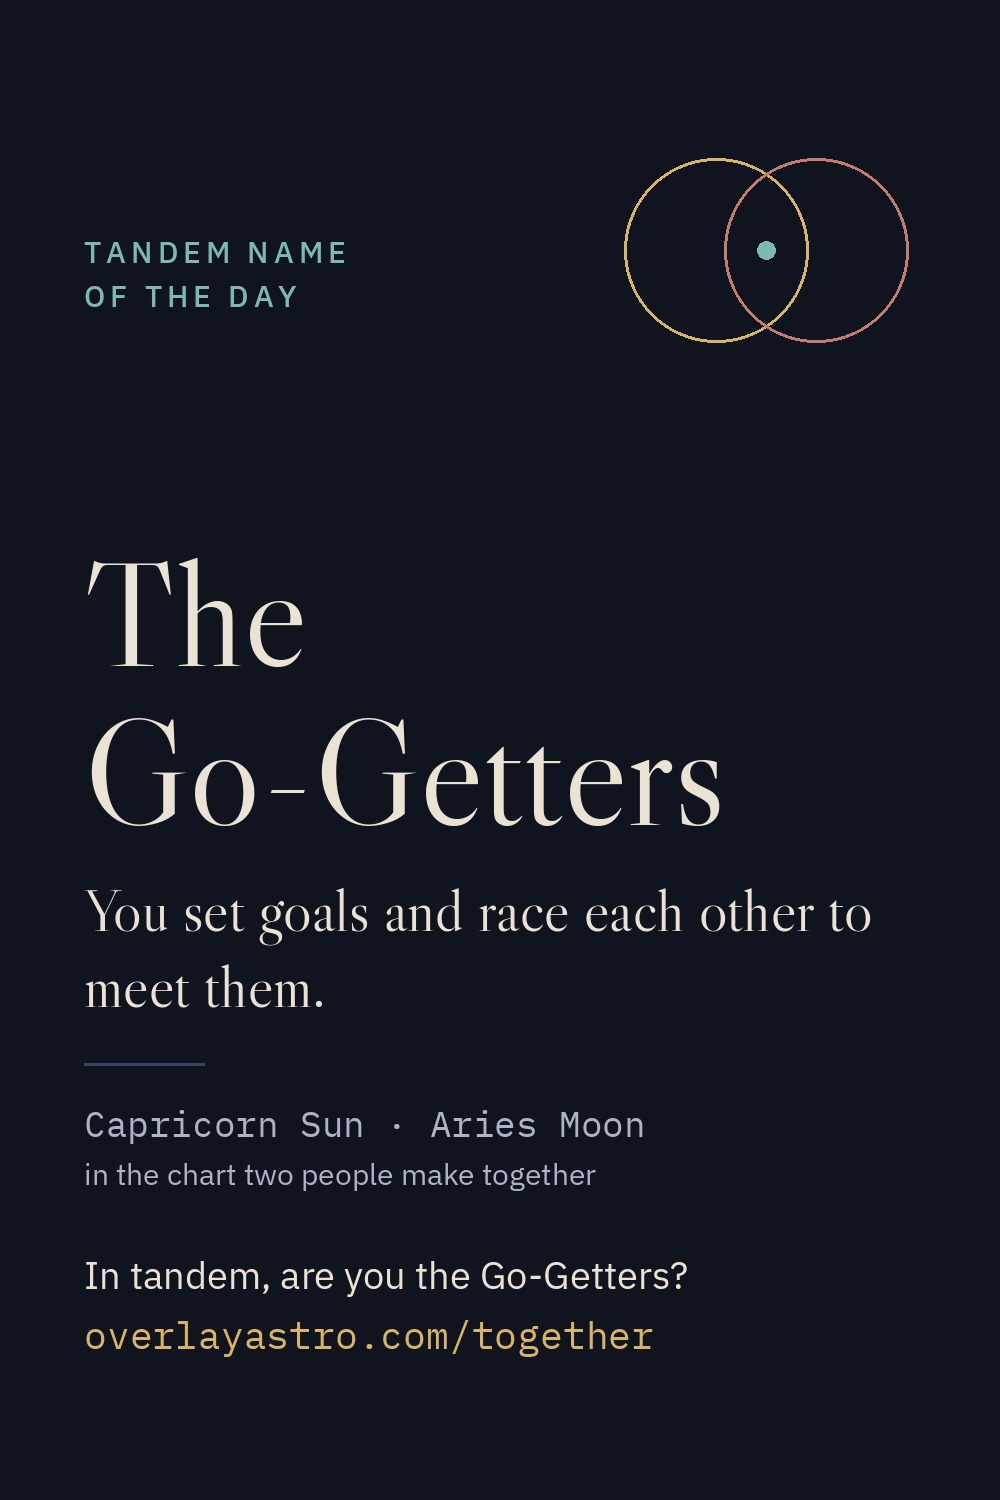 TANDEM NAME
OF THE DAY
The
Go-Getters
You set goals and race each other to
meet them.
Capricorn Sun · Aries Moon
in the chart two people make together
In tandem, are you the Go-Getters?
overlayastro.com/together